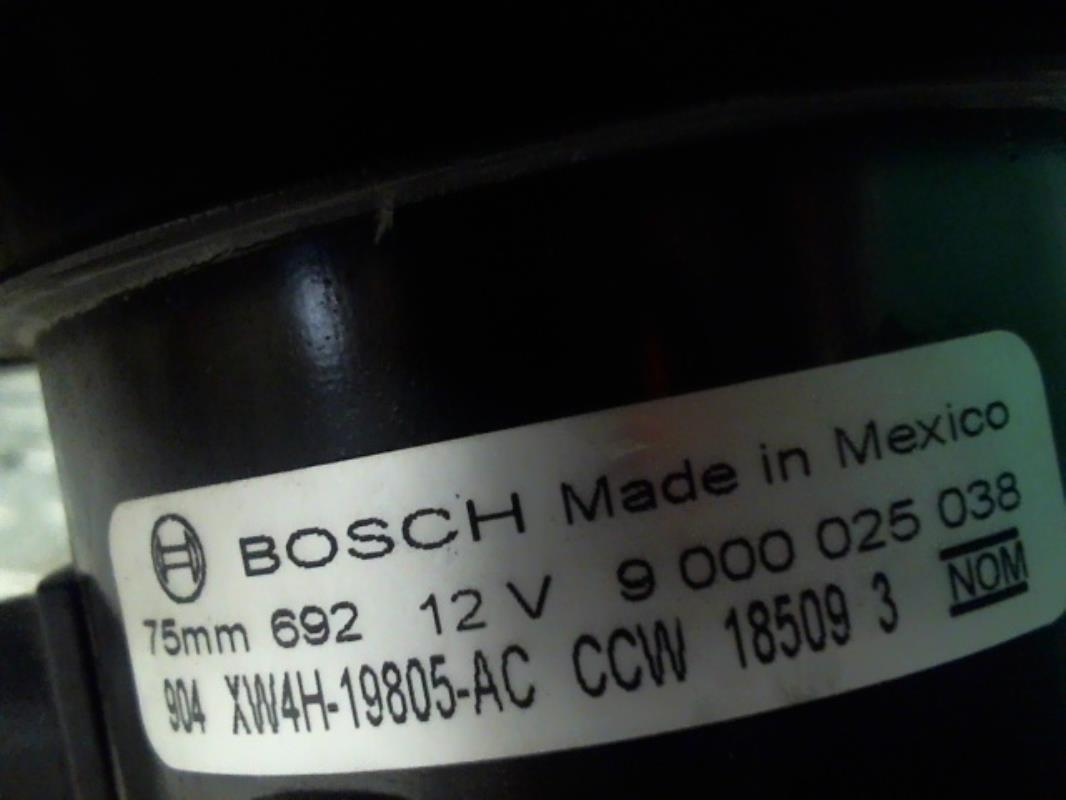 BOSCH Made in Mexico
75mm 692 12 V 9 000 025 038
904 XW4H-19805-AC CCW 18509 3 NOM